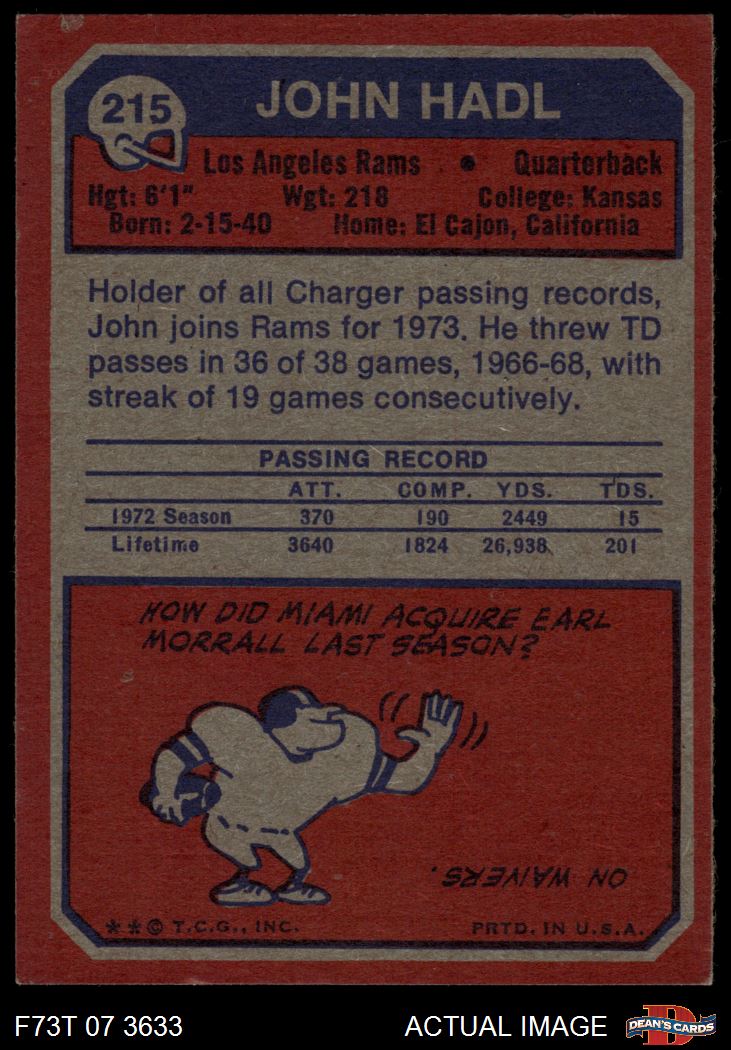 215
JOHN HADL
Los Angeles Rams • Quarterback
Hgt: 6'1" Wgt: 218 College: Kansas
Born: 2-15-40 Home: El Cajon, California
Holder of all Charger passing records,
John joins Rams for 1973. He threw TD
passes in 36 of 38 games, 1966-68, with
streak of 19 games consecutively.
PASSING RECORD
ATT. COMP. YDS. TDS.
1972 Season 370 190 2449 15
Lifetime 3640 1824 26,938 201
HOW DID MIAMI ACQUIRE EARL
MORRALL LAST SEASON?
ON WAIVERS.
**© T.C.G., INC. PRTD. IN U.S.A.
F73T 07 3633 ACTUAL IMAGE DEAN'S CARDS